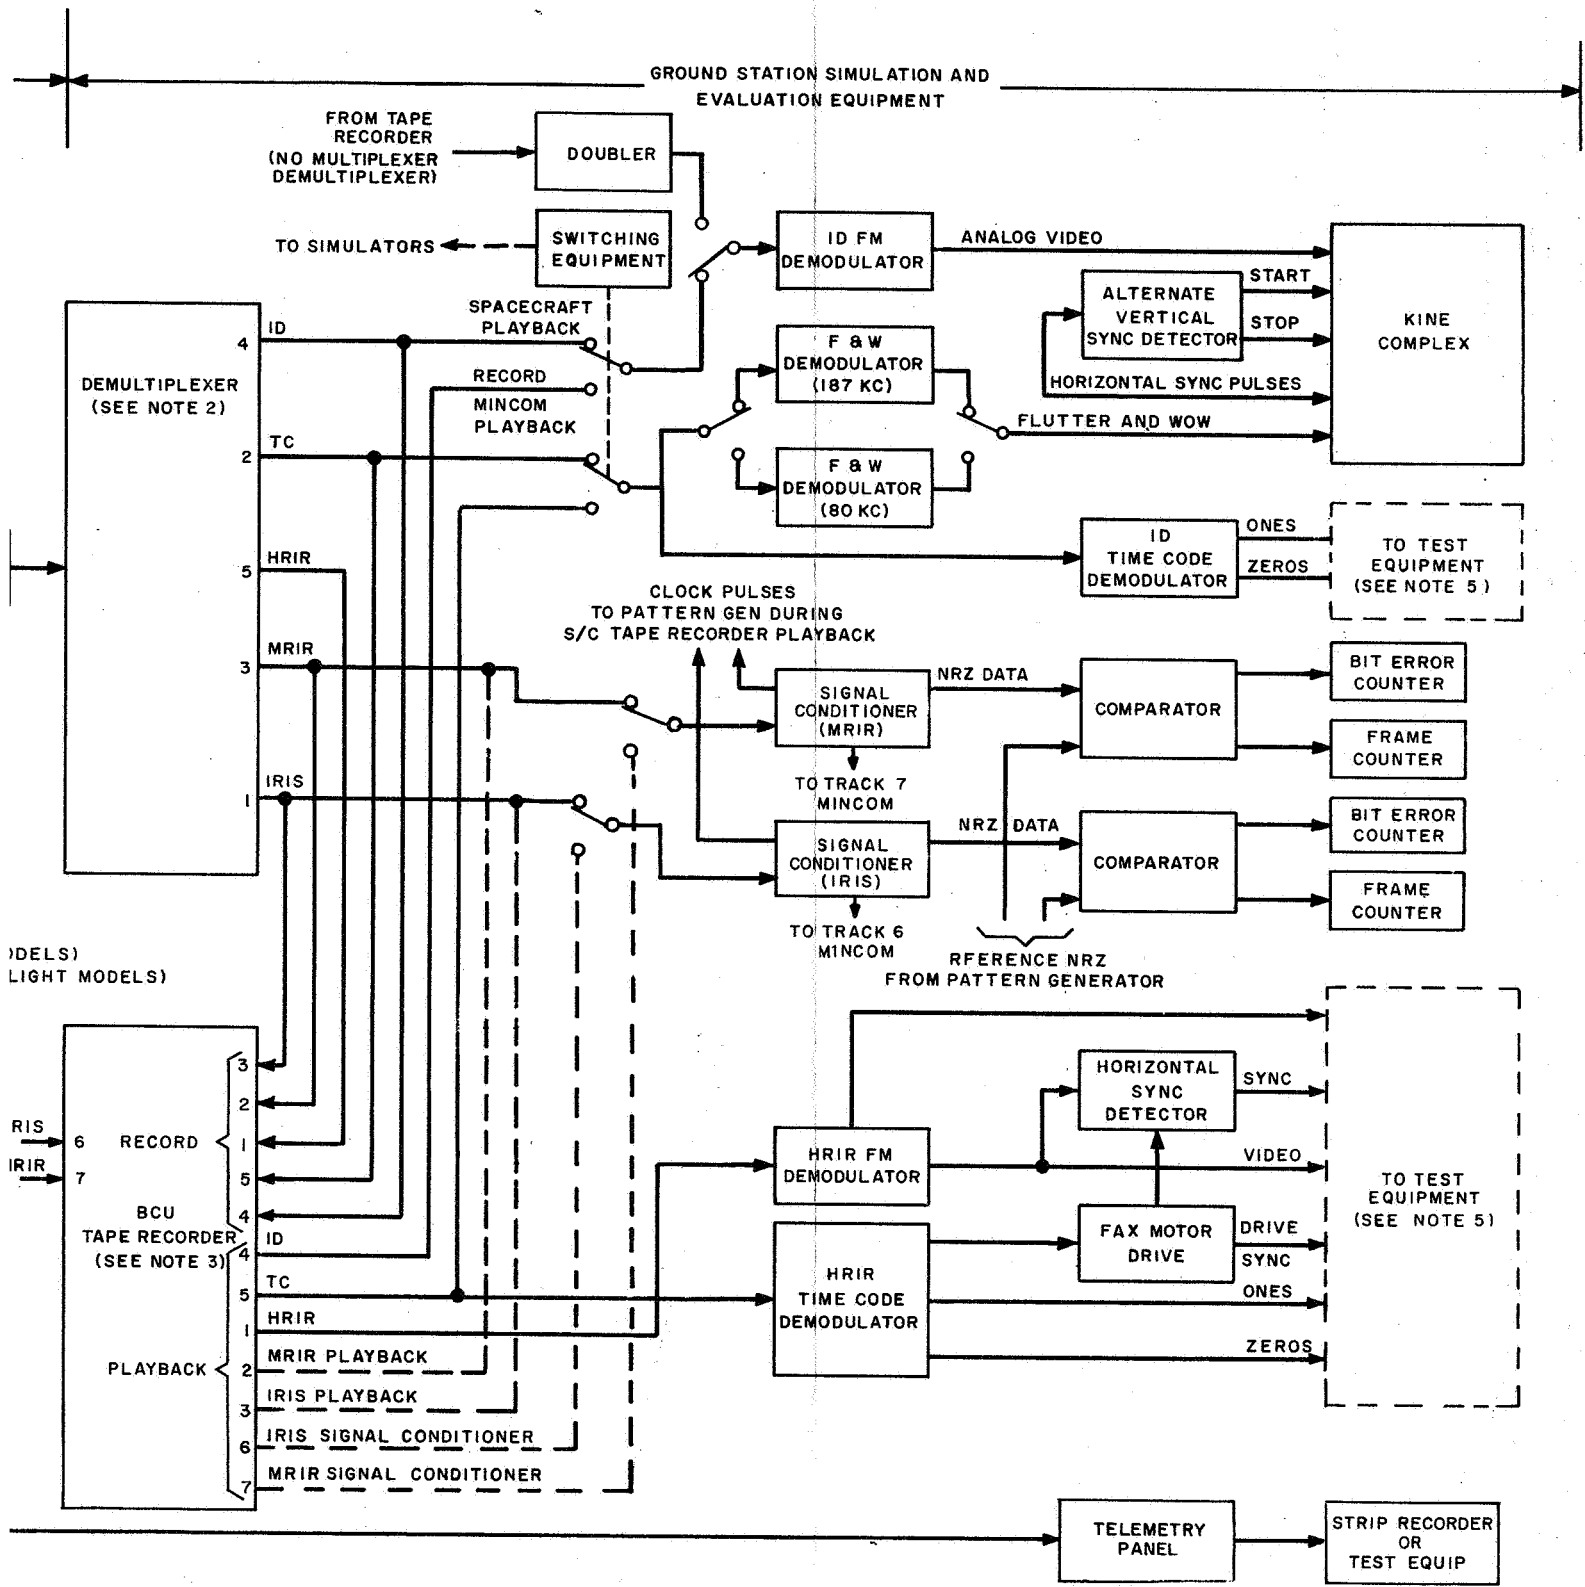 GROUND STATION SIMULATION AND
EVALUATION EQUIPMENT
FROM TAPE
RECORDER
(NO MULTIPLEXER
DEMULTIPLEXER)
DOUBLER
TO SIMULATORS
SWITCHING
EQUIPMENT
ID FM
DEMODULATOR
ANALOG VIDEO
ALTERNATE
VERTICAL
SYNC DETECTOR
START
STOP
KINE
COMPLEX
HORIZONTAL SYNC PULSES
FLUTTER AND WOW
F & W
DEMODULATOR
(187 KC)
F & W
DEMODULATOR
(80 KC)
SPACECRAFT
PLAYBACK
RECORD
MINCOM
PLAYBACK
DEMULTIPLEXER
(SEE NOTE 2)
4
ID
2
TC
5
HRIR
3
MRIR
1
IRIS
ID
TIME CODE
DEMODULATOR
ONES
ZEROS
TO TEST
EQUIPMENT
(SEE NOTE 5)
CLOCK PULSES
TO PATTERN GEN DURING
S/C TAPE RECORDER PLAYBACK
SIGNAL
CONDITIONER
(MRIR)
NRZ DATA
COMPARATOR
BIT ERROR
COUNTER
FRAME
COUNTER
TO TRACK 7
MINCOM
SIGNAL
CONDITIONER
(IRIS)
NRZ DATA
COMPARATOR
BIT ERROR
COUNTER
FRAME
COUNTER
TO TRACK 6
MINCOM
RFERENCE NRZ
FROM PATTERN GENERATOR
)DELS)
LIGHT MODELS)
RIS
6
IRIR
7
RECORD
3
2
1
5
4
BCU
TAPE RECORDER
(SEE NOTE 3)
PLAYBACK
4
ID
5
TC
1
HRIR
2
MRIR PLAYBACK
3
IRIS PLAYBACK
6
IRIS SIGNAL CONDITIONER
7
MRIR SIGNAL CONDITIONER
HRIR FM
DEMODULATOR
HORIZONTAL
SYNC
DETECTOR
SYNC
VIDEO
FAX MOTOR
DRIVE
DRIVE
SYNC
HRIR
TIME CODE
DEMODULATOR
ONES
ZEROS
TO TEST
EQUIPMENT
(SEE NOTE 5)
TELEMETRY
PANEL
STRIP RECORDER
OR
TEST EQUIP